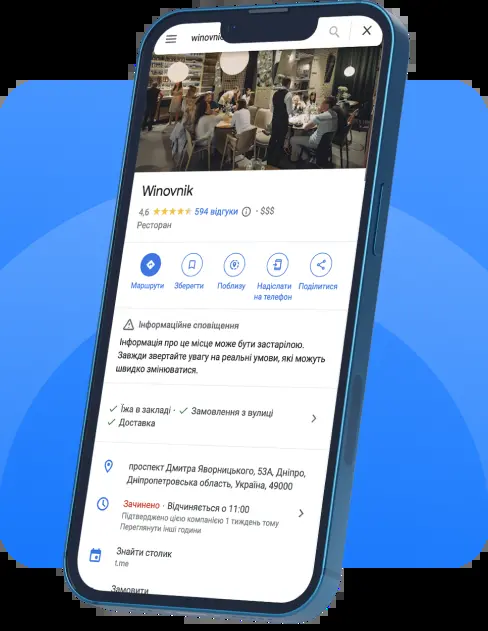 winovnic
Winovnik
4,6 594 відгуки · $$$
Ресторан
Маршрути Зберегти Поблизу Надіслати на телефон Поділитися
Інформаційне сповіщення
Інформація про це місце може бути застарілою.
Завжди звертайте увагу на реальні умови, які можуть
швидко змінюватися.
Їжа в закладі · Замовлення з вулиці
Доставка
проспект Дмитра Яворницького, 53А, Дніпро,
Дніпропетровська область, Україна, 49000
Зачинено · Відчиняється о 11:00
Підтверджено цією компанією 1 тиждень тому
Переглянути інші години
Знайти столик
t.me
Замовити